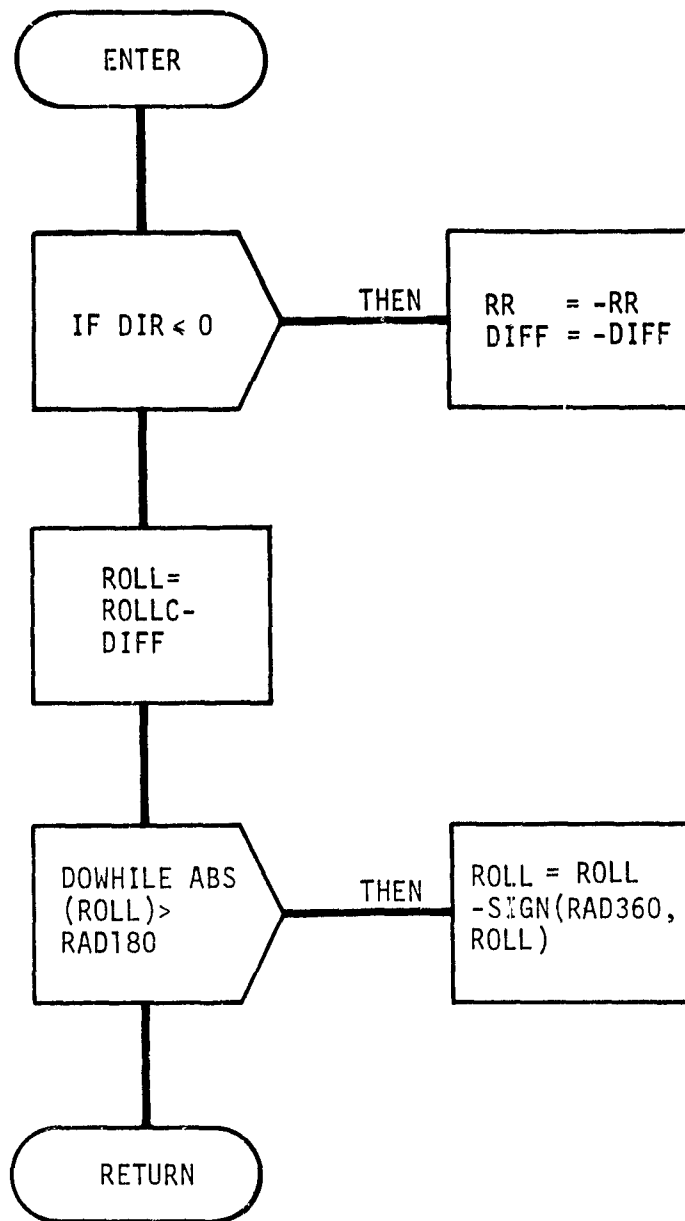 ENTER
IF DIR < 0
THEN
RR = -RR
DIFF = -DIFF
ROLL=
ROLLC-
DIFF
DOWHILE ABS
(ROLL)>
RAD180
THEN
ROLL = ROLL
-SIGN(RAD360,
ROLL)
RETURN